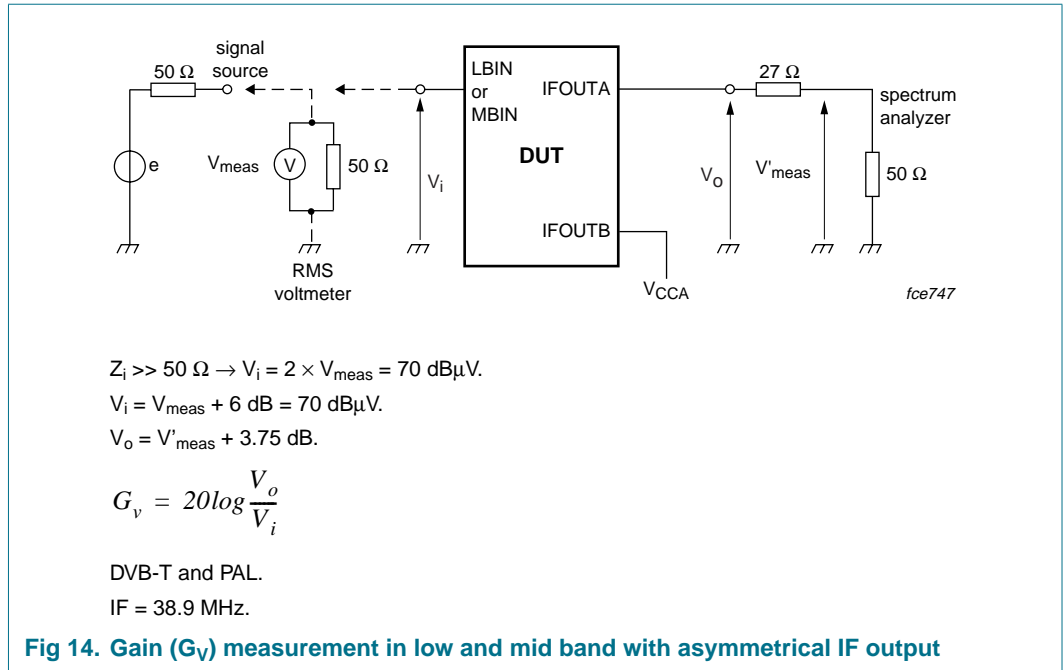 signal
source
50 Ω
e
Vmeas
V
50 Ω
RMS
voltmeter
Vi
LBIN
or
MBIN
IFOUTA
DUT
IFOUTB
VCCA
Vo
27 Ω
V'meas
spectrum
analyzer
50 Ω
fce747
Zi >> 50 Ω → Vi = 2 × Vmeas = 70 dBµV.
Vi = Vmeas + 6 dB = 70 dBµV.
Vo = V’meas + 3.75 dB.
Gv = 20log Vo/Vi
DVB-T and PAL.
IF = 38.9 MHz.
Fig 14. Gain (GV) measurement in low and mid band with asymmetrical IF output